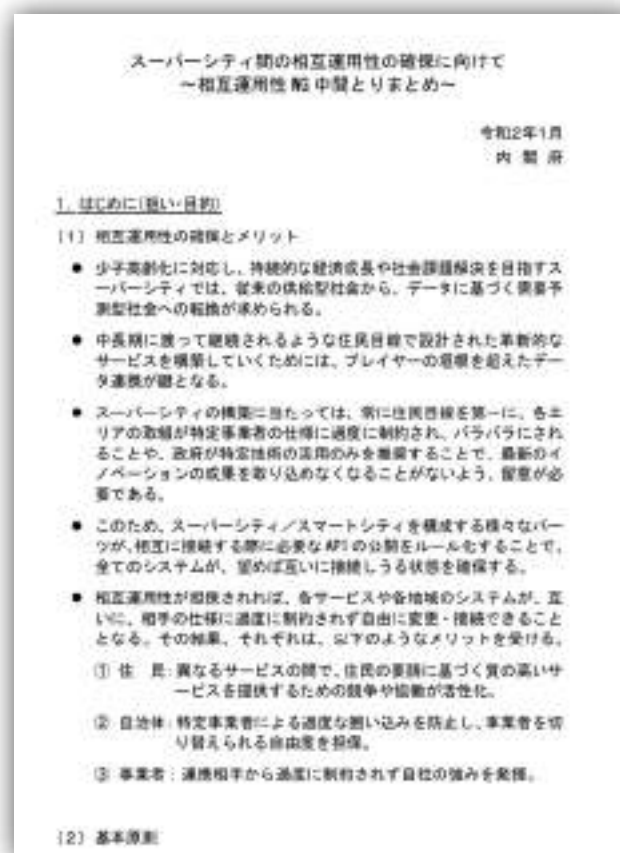 スーパーシティ間の相互運用性の確保に向けて
～相互運用性 WG 中間とりまとめ～
令和2年1月
内 閣 府
1. はじめに(狙い・目的)
(1) 相互運用性の確保とメリット
● 少子高齢化に対応し、持続的な経済成長や社会課題解決を目指すス
ーパーシティでは、従来の供給型社会から、データに基づく需要予
測型社会への転換が求められる。
● 中長期に渡って継続されるような住民目線で設計された革新的な
サービスを構築していくためには、プレイヤーの垣根を超えたデー
タ連携が鍵となる。
● スーパーシティの構築に当たっては、常に住民目線を第一に、各エ
リアの取組が特定事業者の仕様に過度に制約され、バラバラにされ
ることや、政府が特定技術の活用のみを推奨することで、最新のイ
ノベーションの成果を取り込めなくなることがないよう、留意が必
要である。
● このため、スーパーシティ／スマートシティを構成する様々なパー
ツが、相互に接続する際に必要な API の公開をルール化することで、
全てのシステムが、望めば互いに接続しうる状態を確保する。
● 相互運用性が担保されれば、各サービスや各地域のシステムが、互
いに、相手の仕様に過度に制約されず自由に変更・接続できること
となる。その結果、それぞれは、以下のようなメリットを受ける。
① 住 民：異なるサービスの間で、住民の要請に基づく質の高いサ
ービスを提供するための競争や協働が活性化。
② 自治体：特定事業者による過度な囲い込みを防止し、事業者を切
り替えられる自由度を担保。
③ 事業者：連携相手から過度に制約されず自社の強みを発揮。
(2) 基本原則